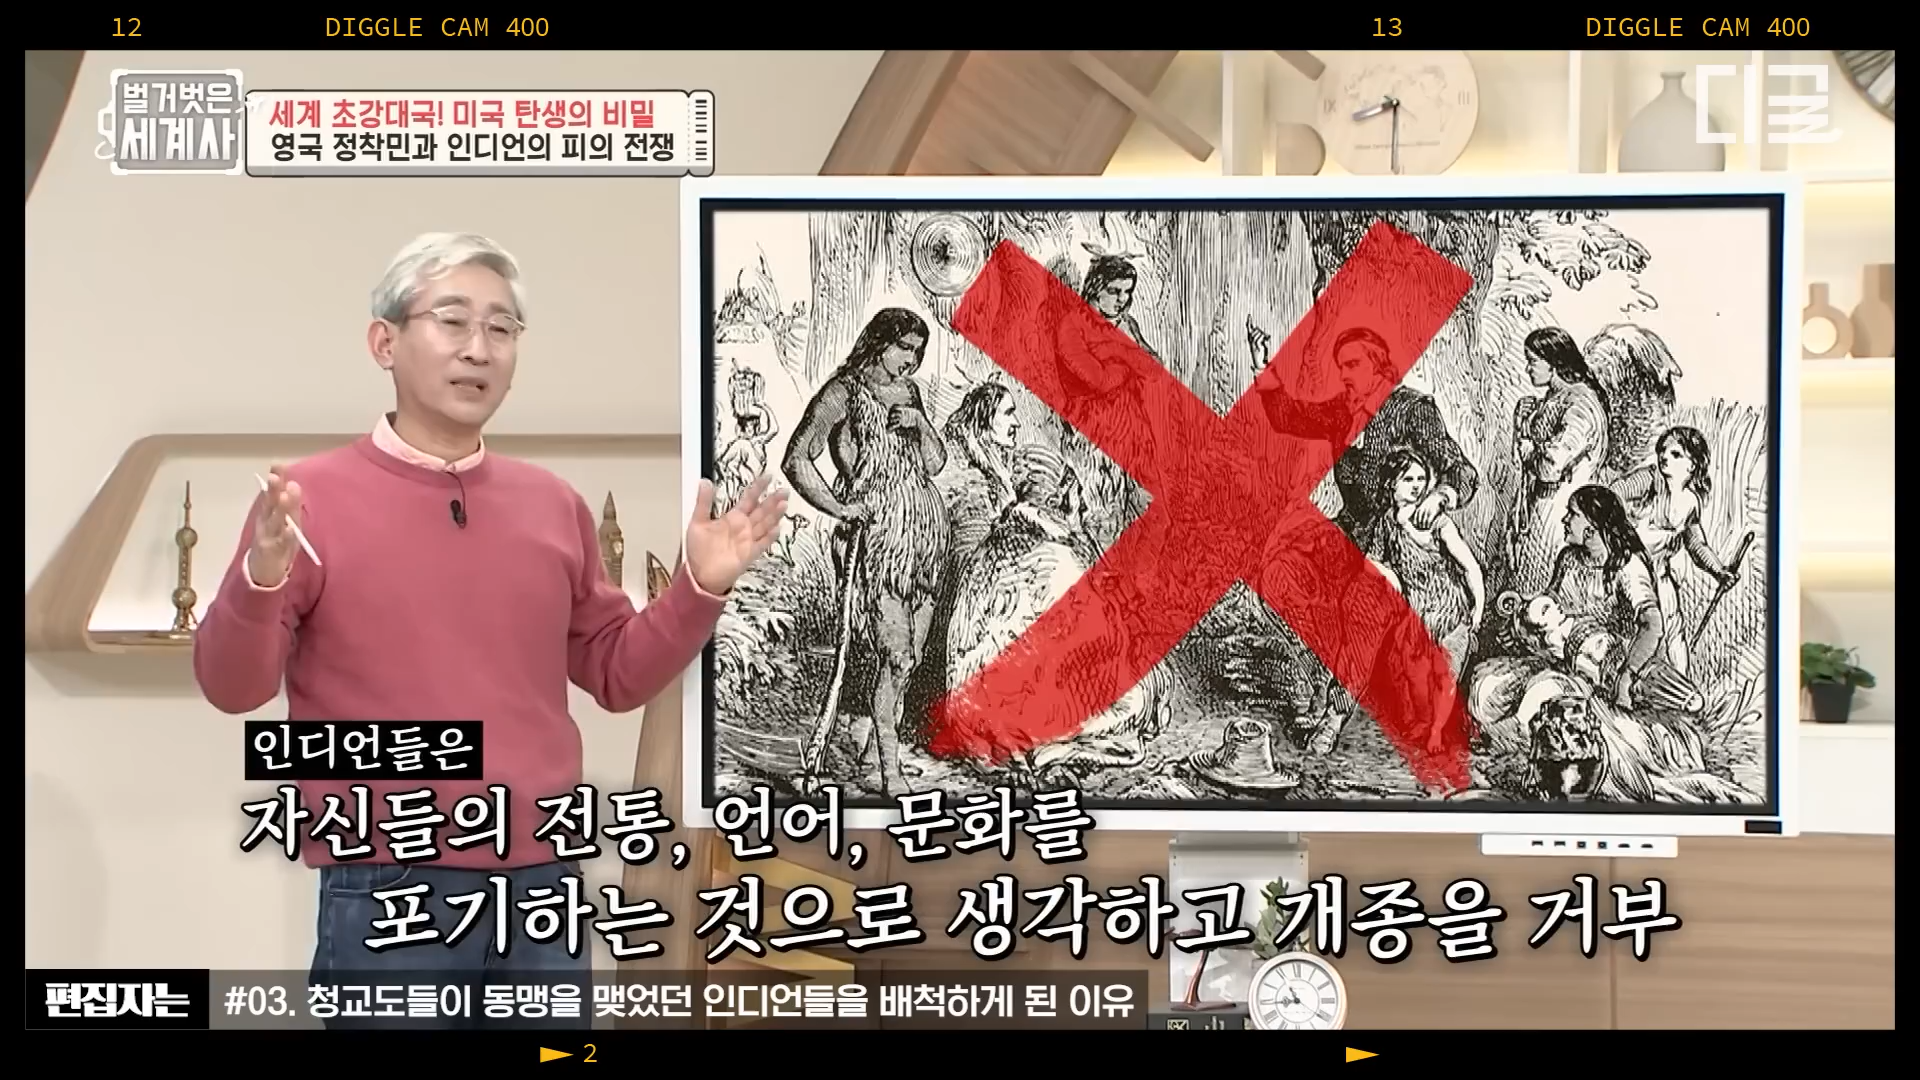 12
DIGGLE CAM 400
13
DIGGLE CAM 400
벌거벗은
세계사
세계 초강대국! 미국 탄생의 비밀
영국 정착민과 인디언의 피의 전쟁
디글
인디언들은
자신들의 전통, 언어, 문화를
포기하는 것으로 생각하고 개종을 거부
편집자는
#03. 청교도들이 동맹을 맺었던 인디언들을 배척하게 된 이유
2